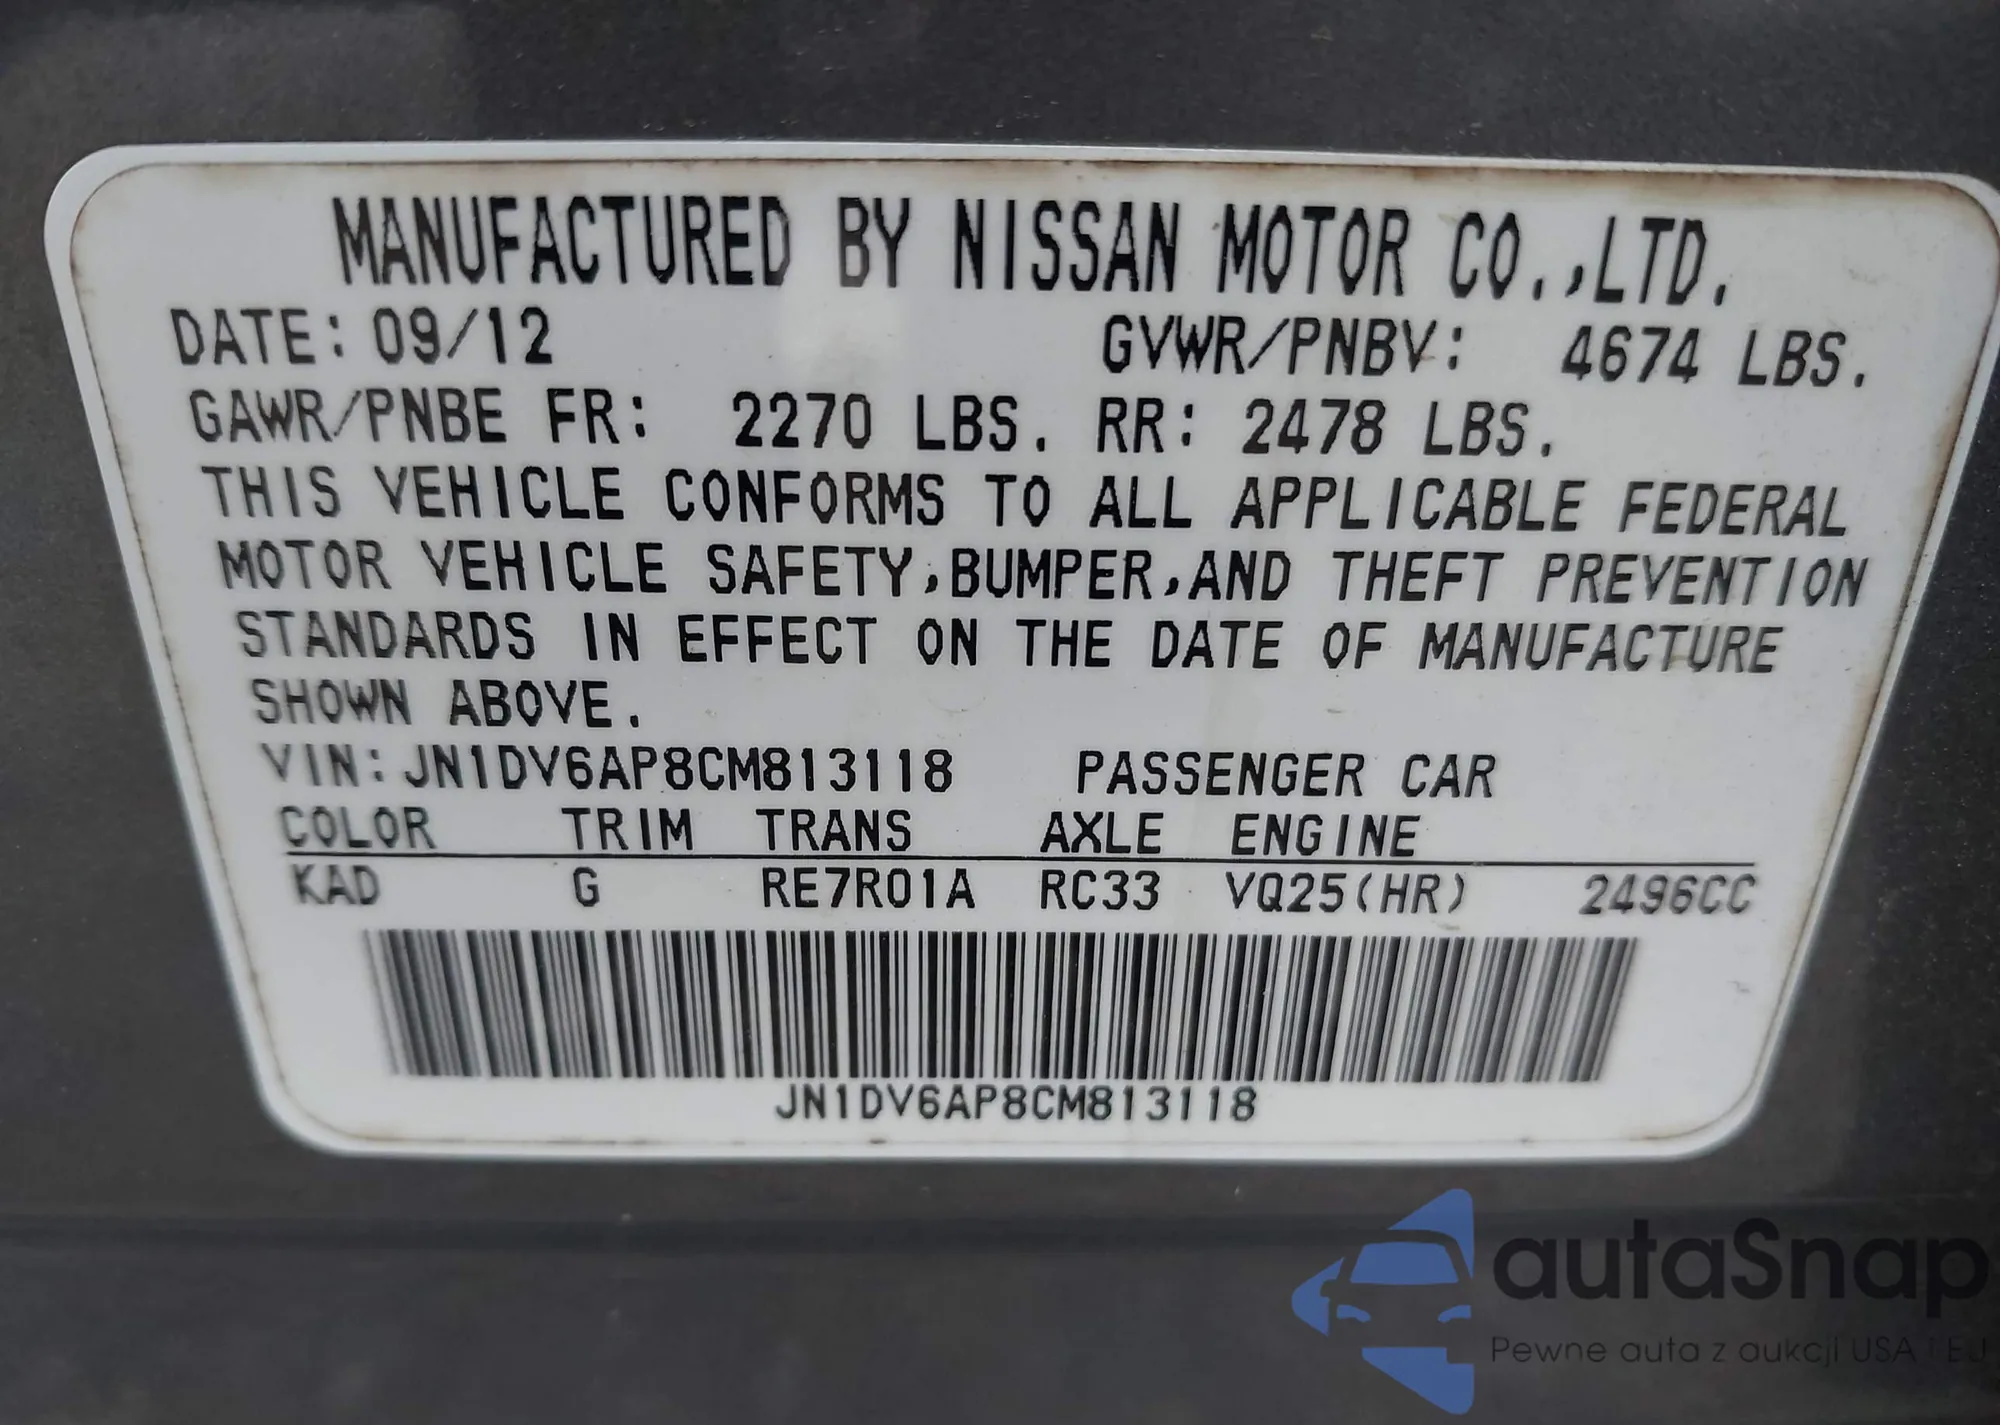 MANUFACTURED BY NISSAN MOTOR CO.,LTD.
DATE: 09/12 GVWR/PNBV: 4674 LBS.
GAWR/PNBE FR: 2270 LBS. RR: 2478 LBS.
THIS VEHICLE CONFORMS TO ALL APPLICABLE FEDERAL
MOTOR VEHICLE SAFETY,BUMPER,AND THEFT PREVENTION
STANDARDS IN EFFECT ON THE DATE OF MANUFACTURE
SHOWN ABOVE.
VIN: JN1DV6AP8CM813118 PASSENGER CAR
COLOR TRIM TRANS AXLE ENGINE
KAD G RE7R01A RC33 VQ25(HR) 2496CC
JN1DV6AP8CM813118
autaSnap
Pewne auta z aukcji USA i EU